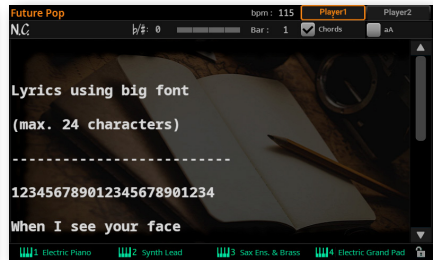 Future Pop
bpm: 115
Player1
Player2
N.C.
b/#: 0
Bar: 1
Chords
aA
Lyrics using big font
(max. 24 characters)
--------------------------
123456789012345678901234
When I see your face
1 Electric Piano
2 Synth Lead
3 Sax Ens. & Brass
4 Electric Grand Pad